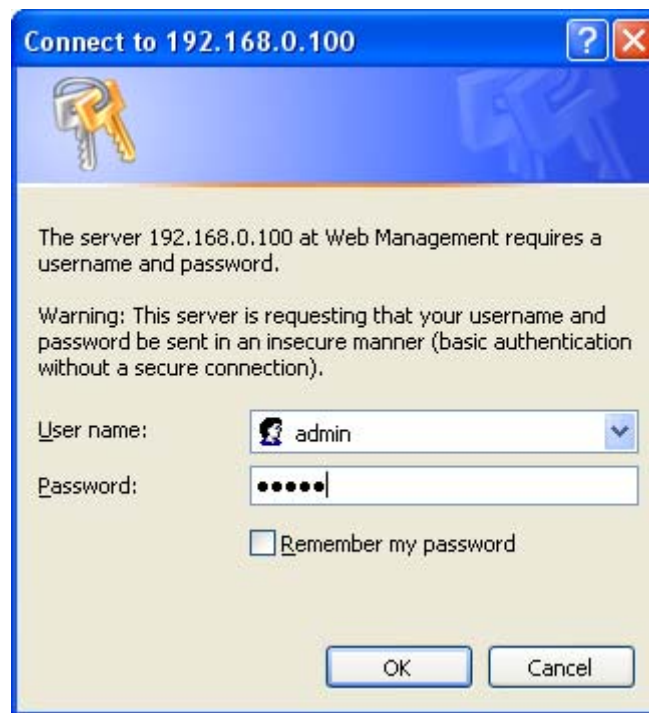 Connect to 192.168.0.100
The server 192.168.0.100 at Web Management requires a
username and password.
Warning: This server is requesting that your username and
password be sent in an insecure manner (basic authentication
without a secure connection).
User name:
admin
Password:
•••••
Remember my password
OK
Cancel